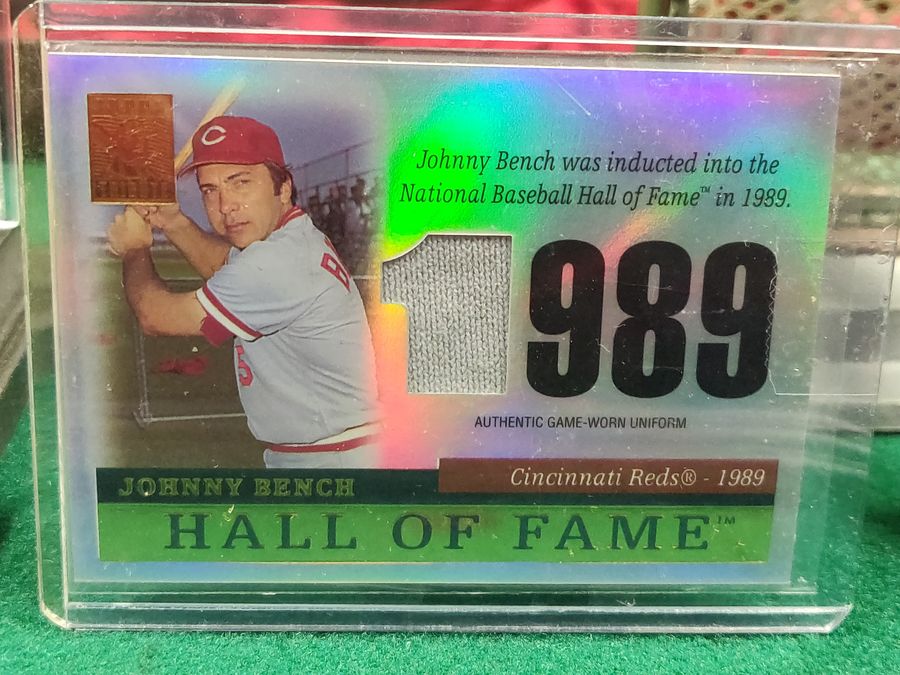 Johnny Bench was inducted into the
National Baseball Hall of Fame™ in 1989.
1989
AUTHENTIC GAME-WORN UNIFORM
C
5
Cincinnati Reds® - 1989
JOHNNY BENCH
HALL OF FAME™